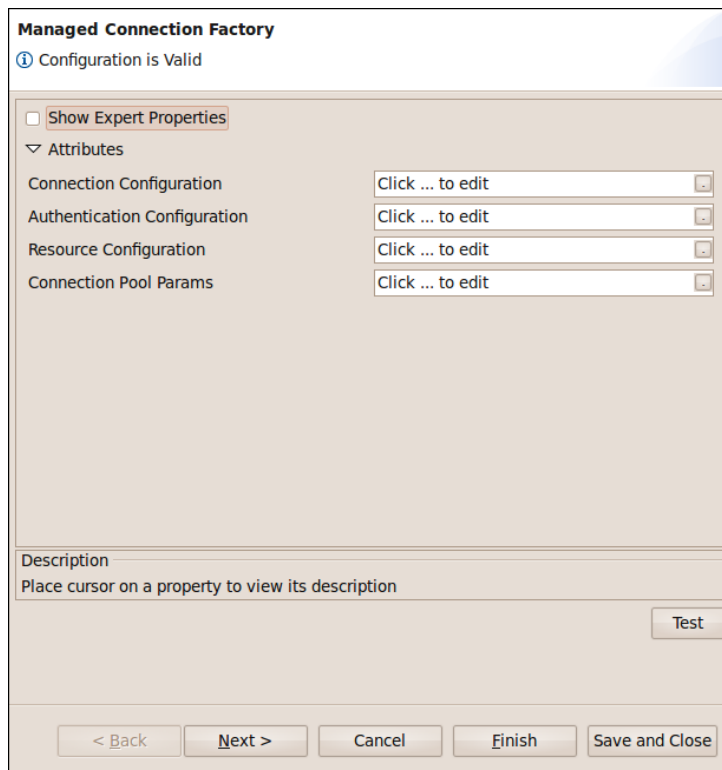 Managed Connection Factory
Configuration is Valid
Show Expert Properties
Attributes
Connection Configuration Click ... to edit
Authentication Configuration Click ... to edit
Resource Configuration Click ... to edit
Connection Pool Params Click ... to edit
Description
Place cursor on a property to view its description
Test
< Back Next > Cancel Finish Save and Close